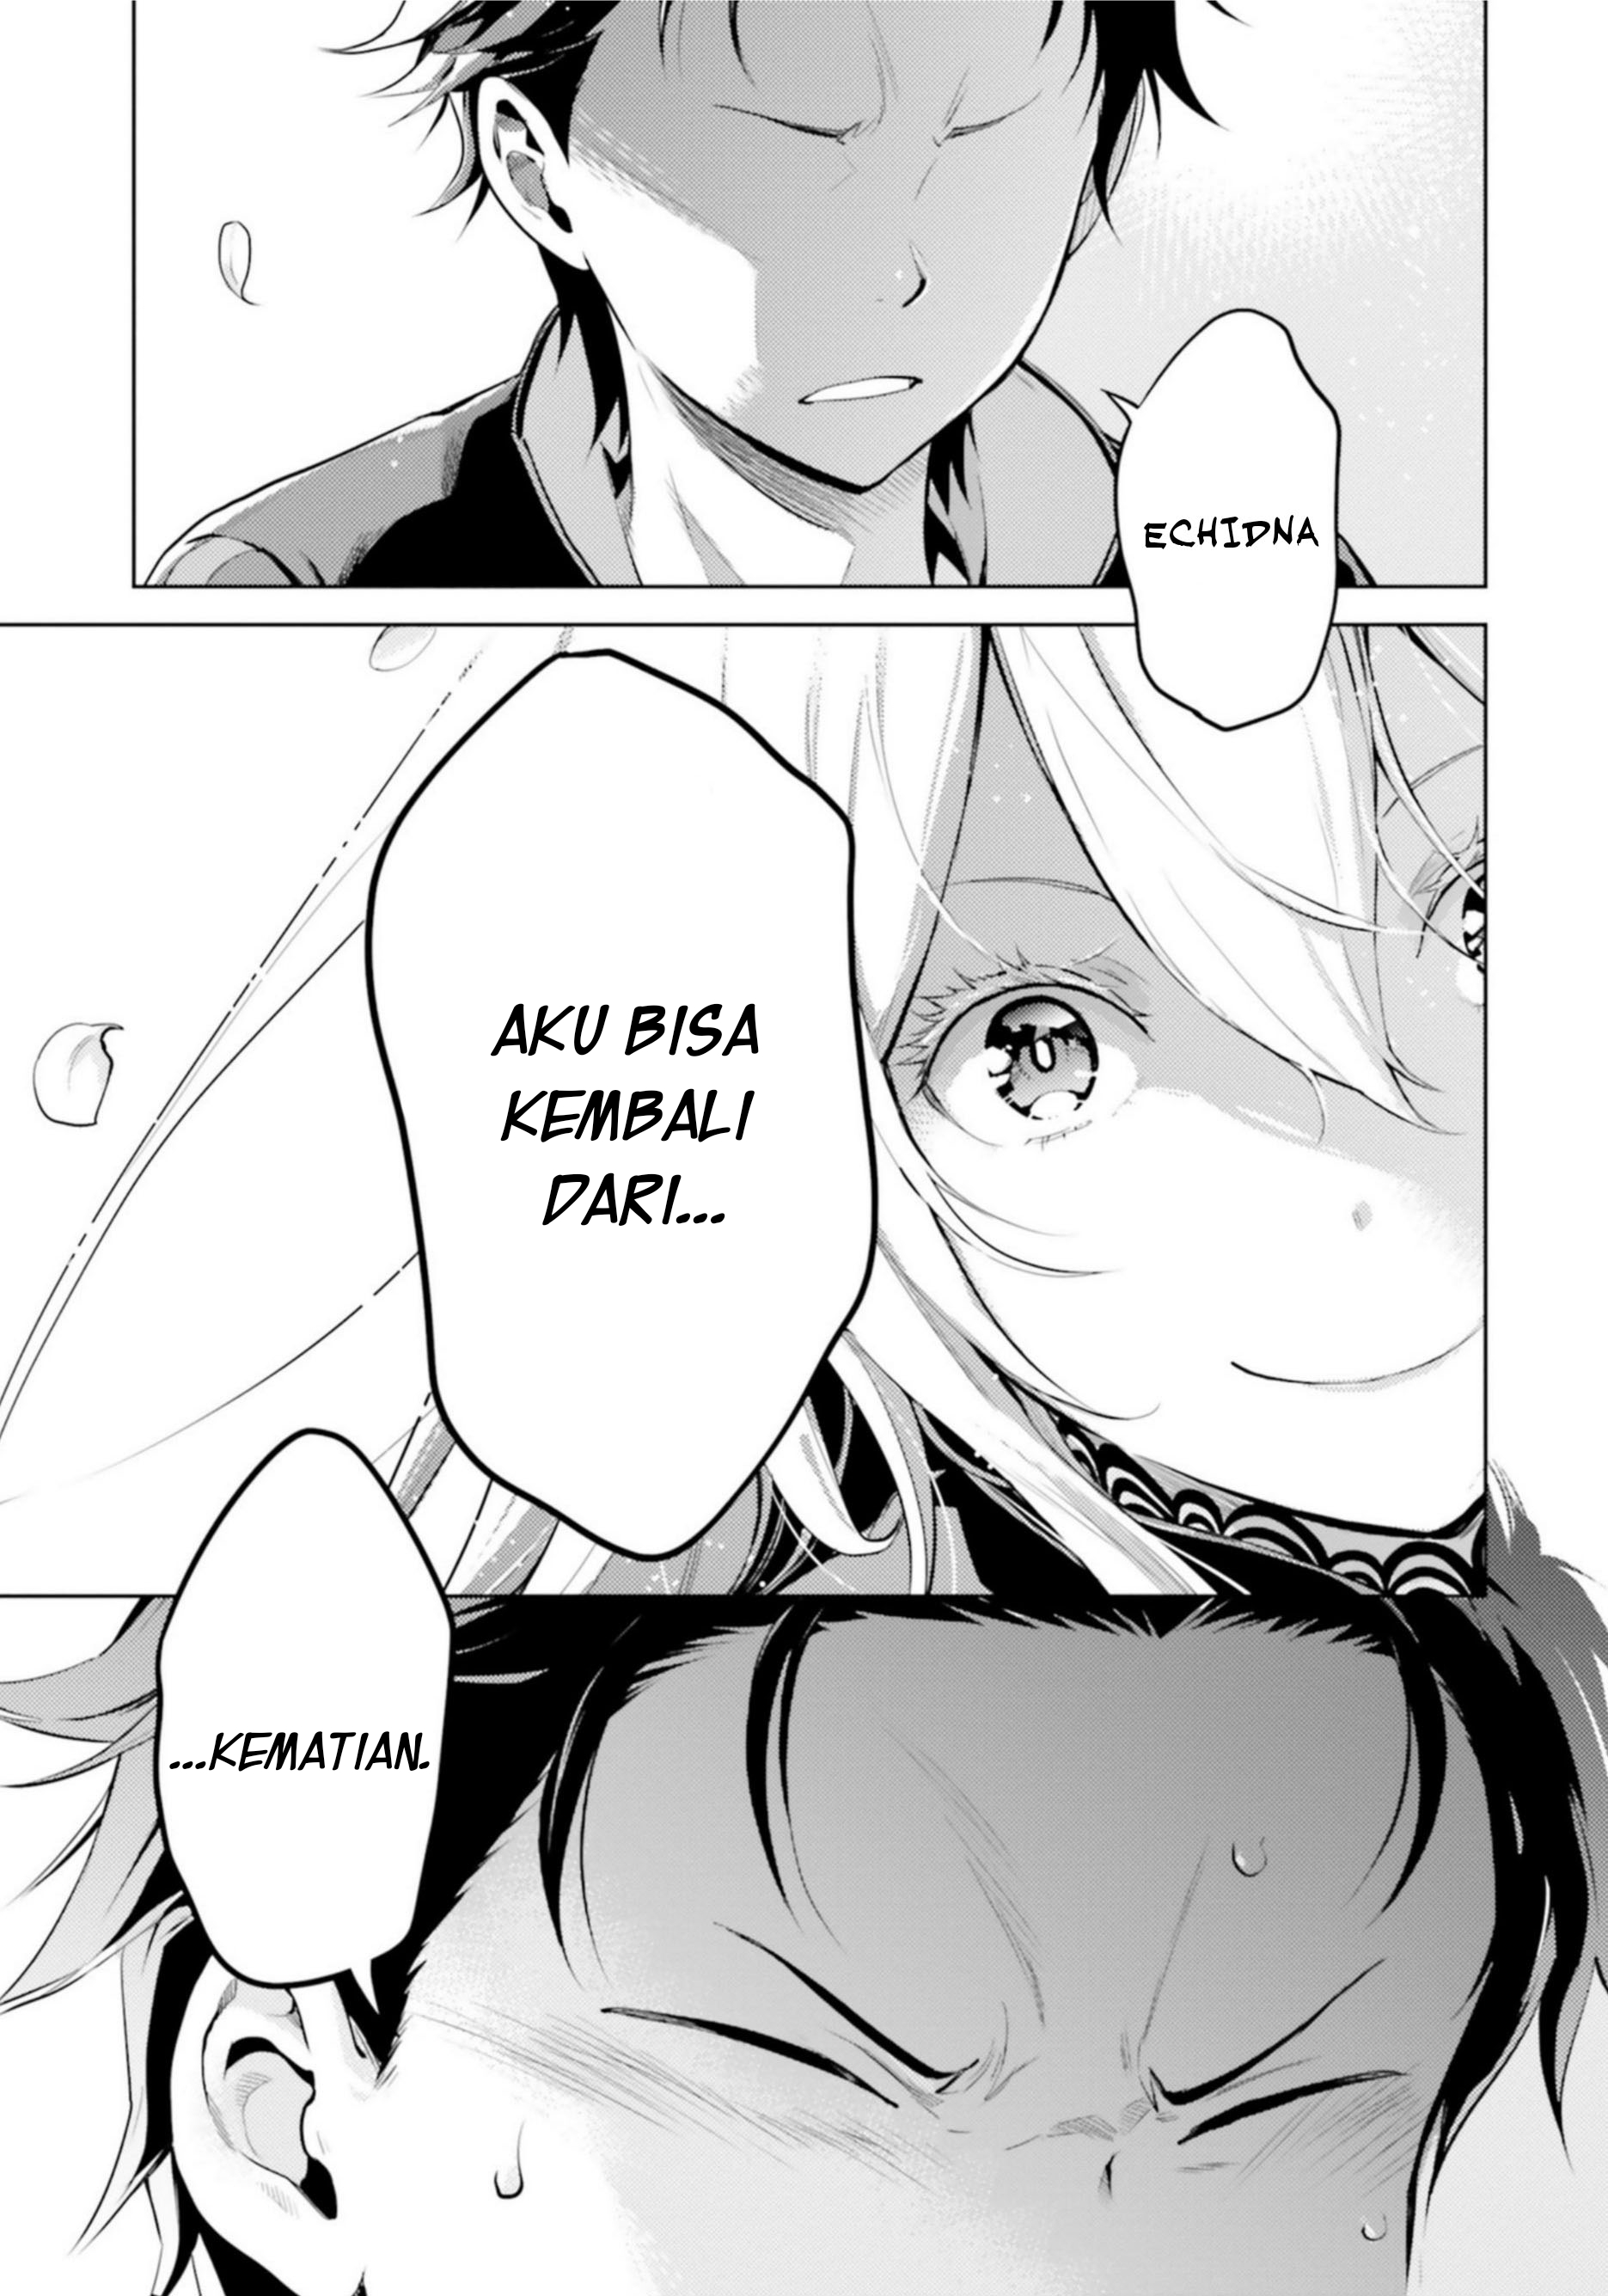 ECHIDNA
AKU BISA
KEMBALI
DARI...
...KEMATIAN.